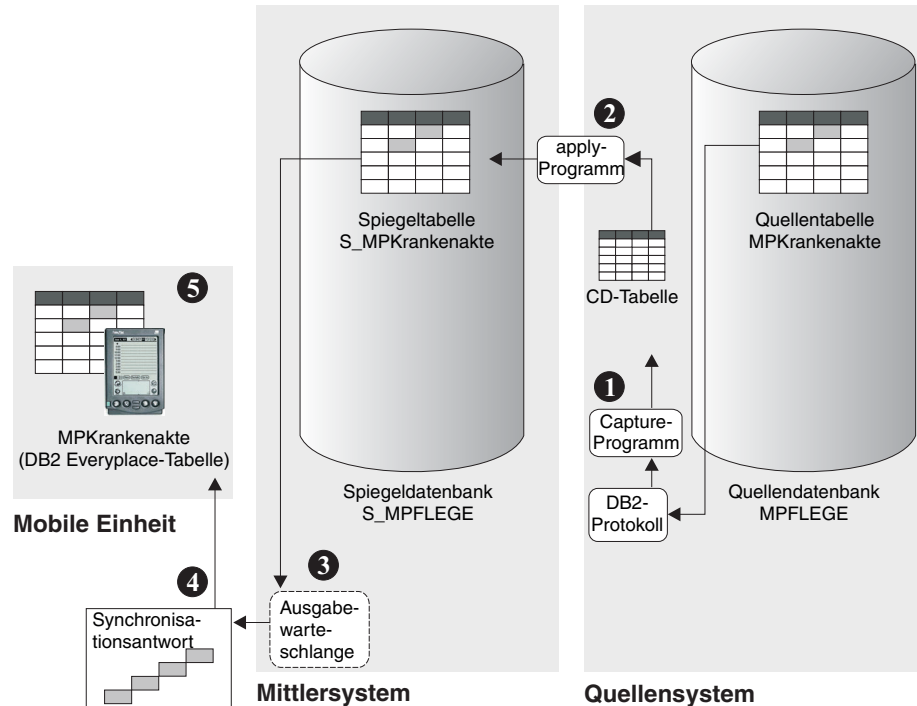 2
apply-
Programm
Spiegeltabelle
S_MPKrankenakte
Quellentabelle
MPKrankenakte
CD-Tabelle
5
1
MPKrankenakte
(DB2 Everyplace-Tabelle)
Capture-
Programm
Spiegeldatenbank
S_MPFLEGE
DB2-
Protokoll
Quellendatenbank
MPFLEGE
Mobile Einheit
4
3
Synchronisa-
tionsantwort
Ausgabe-
warte-
schlange
Mittlersystem
Quellensystem